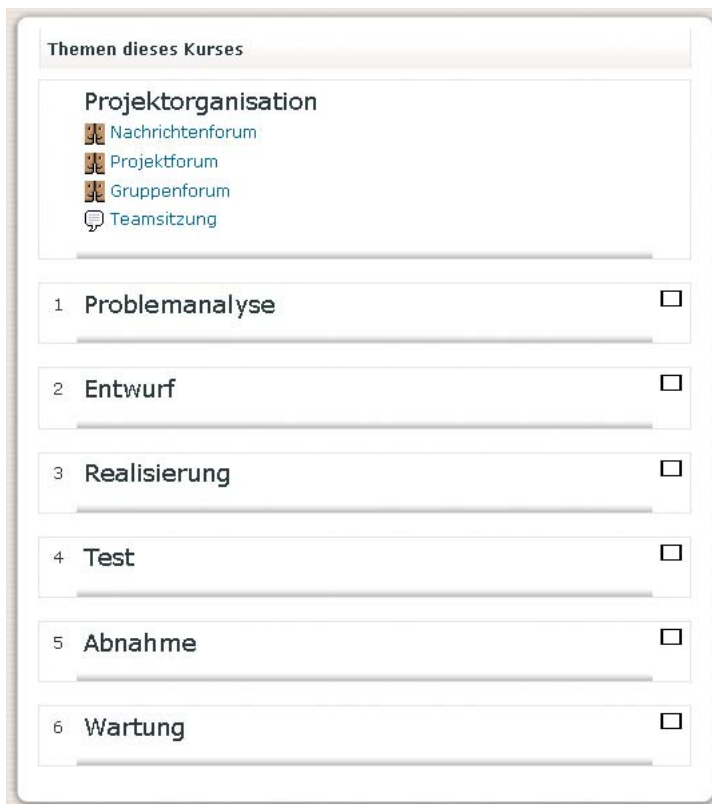 Themen dieses Kurses
Projektorganisation
Nachrichtenforum
Projektforum
Gruppenforum
Teamsitzung
1 Problemanalyse
2 Entwurf
3 Realisierung
4 Test
5 Abnahme
6 Wartung